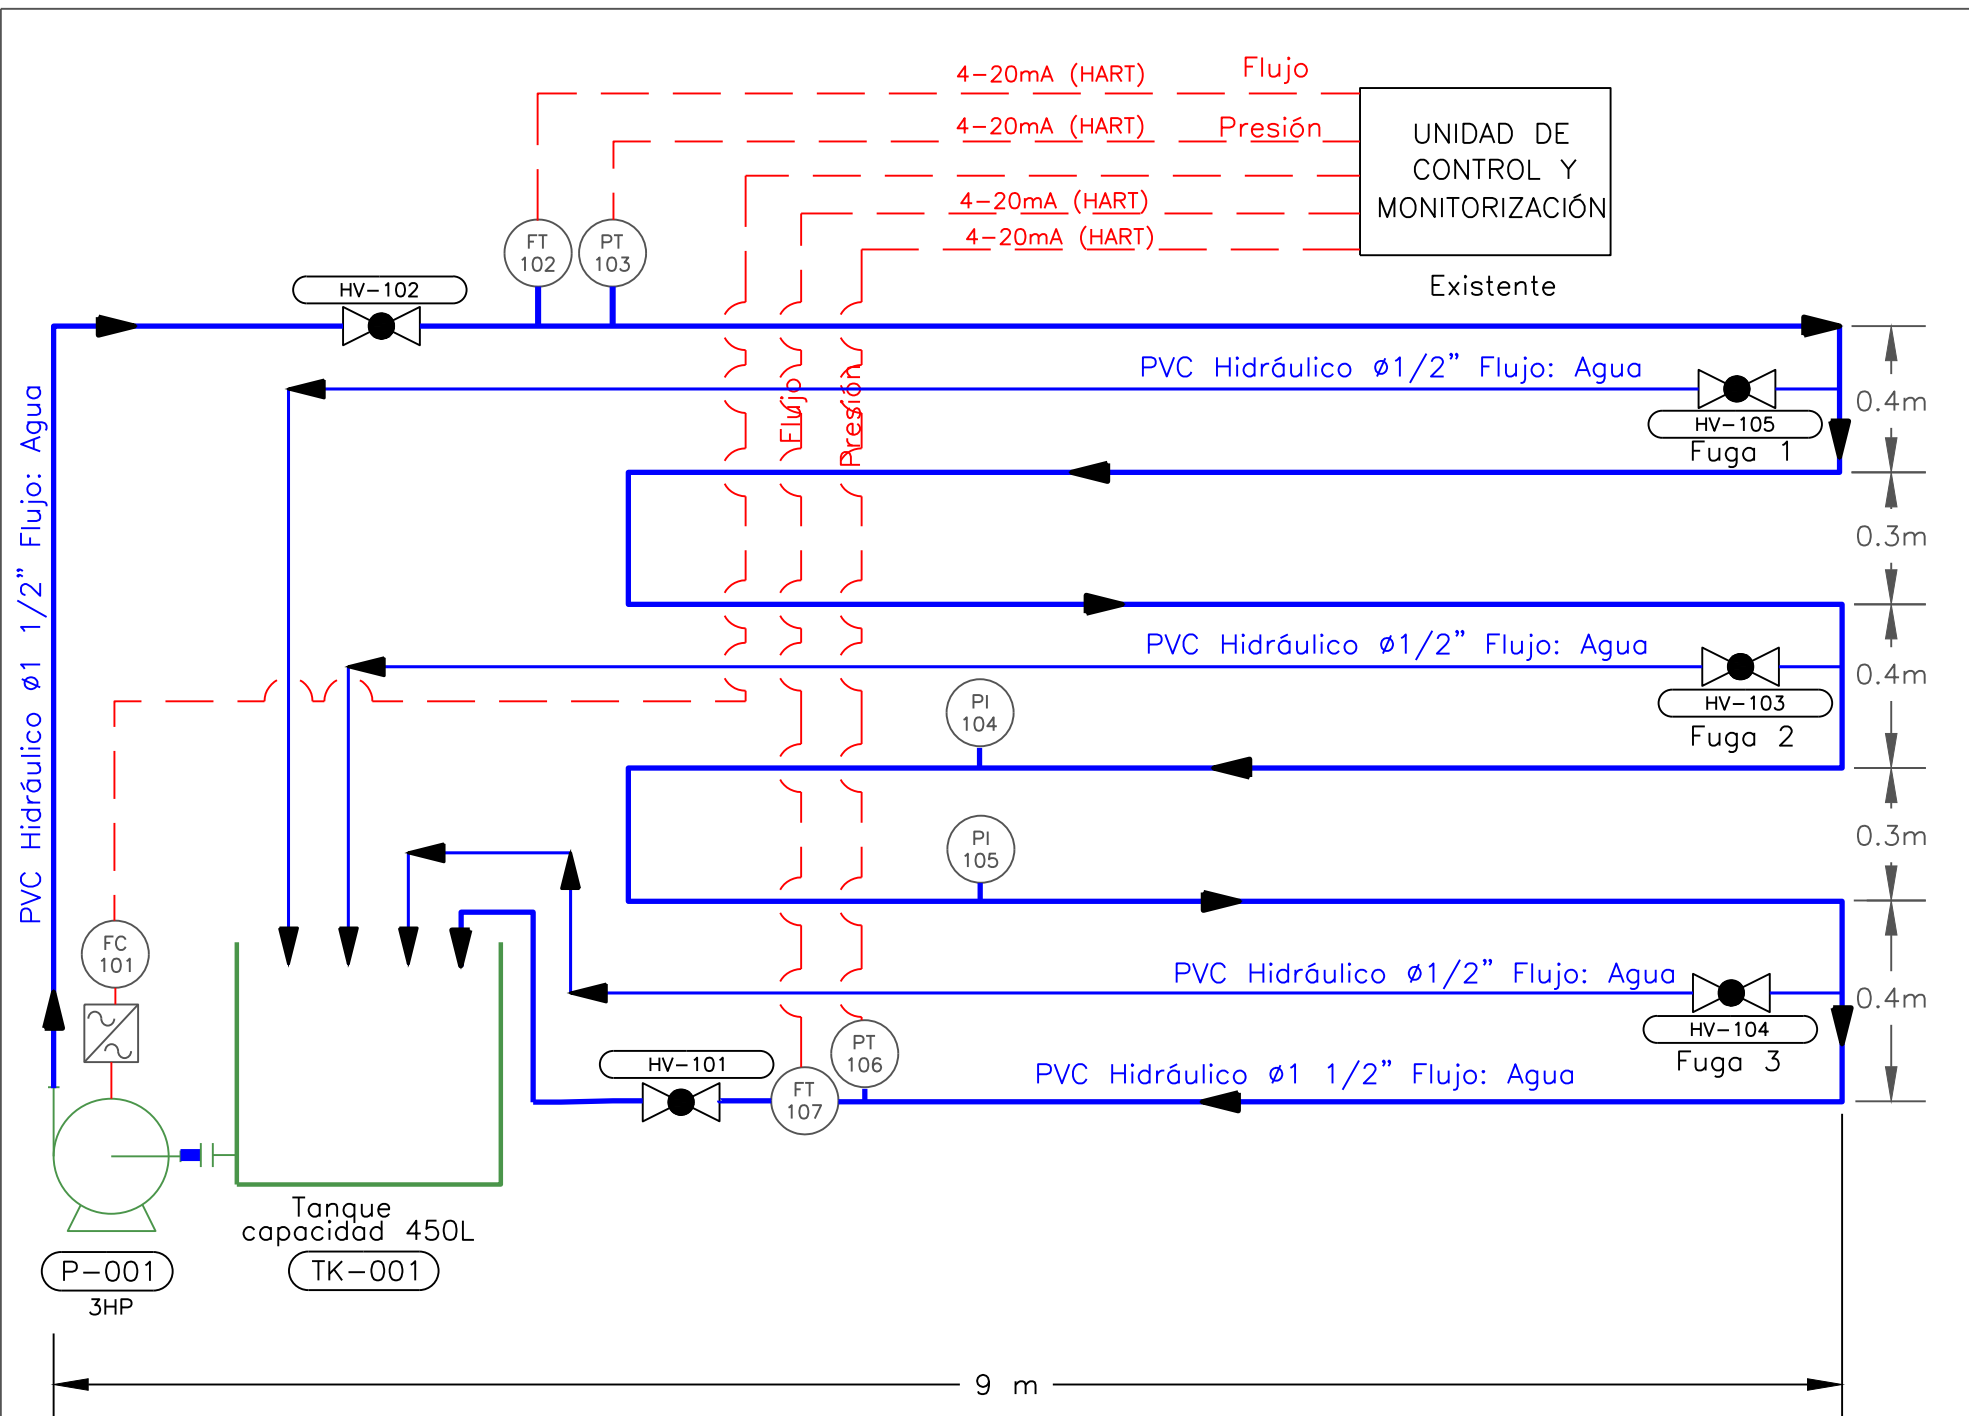 4-20mA (HART)
Flujo
4-20mA (HART)
Presión
4-20mA (HART)
4-20mA (HART)
UNIDAD DE
CONTROL Y
MONITORIZACIÓN
Existente
FT
102
PT
103
HV-102
PVC Hidráulico ø1/2" Flujo: Agua
HV-105
Fuga 1
0.4m
Flujo
Presión
PVC Hidráulico ø1 1/2" Flujo: Agua
0.3m
PVC Hidráulico ø1/2" Flujo: Agua
HV-103
Fuga 2
0.4m
PI
104
PI
105
0.3m
FC
101
PVC Hidráulico ø1/2" Flujo: Agua
HV-104
Fuga 3
0.4m
HV-101
PT
106
FT
107
PVC Hidráulico ø1 1/2" Flujo: Agua
Tanque
capacidad 450L
TK-001
P-001
3HP
9 m